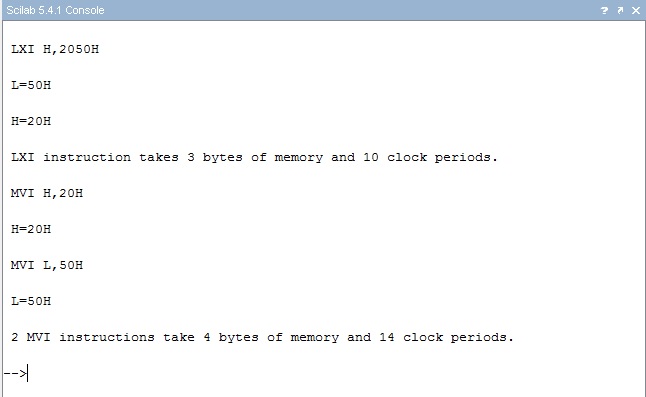 Scilab 5.4.1 Console
LXI H,2050H
L=50H
H=20H
LXI instruction takes 3 bytes of memory and 10 clock periods.
MVI H,20H
H=20H
MVI L,50H
L=50H
2 MVI instructions take 4 bytes of memory and 14 clock periods.
-->